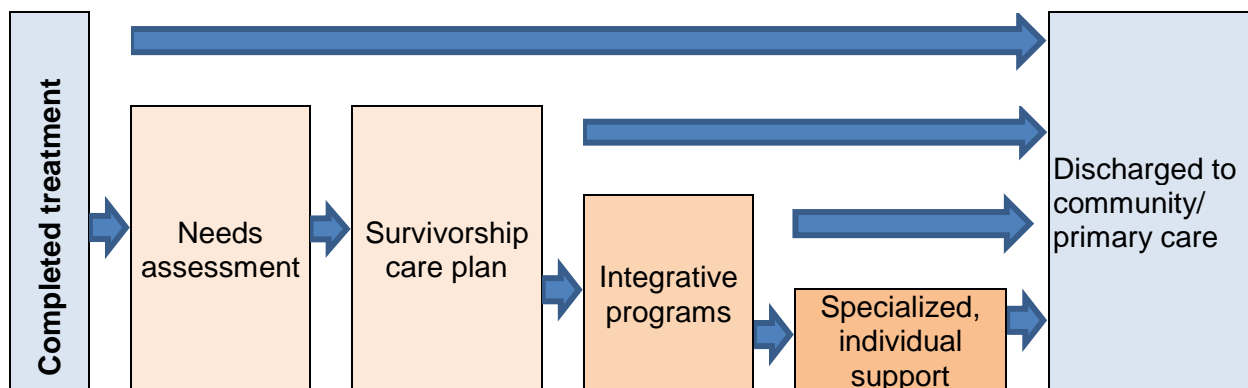 Completed treatment
Needs
assessment
Survivorship
care plan
Integrative
programs
Specialized,
individual
support
Discharged to
community/
primary care